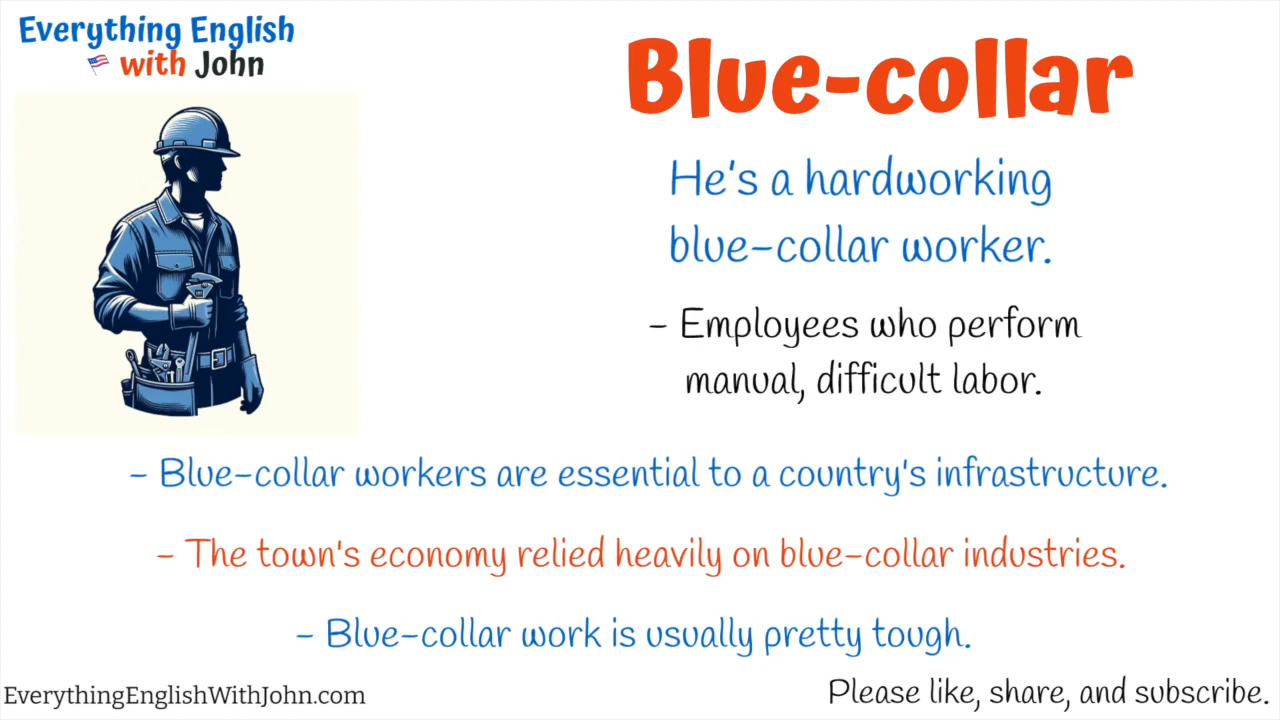 Everything English
with John
Blue-collar
He's a hardworking
blue-collar worker.
- Employees who perform
manual, difficult labor.
- Blue-collar workers are essential to a country's infrastructure.
- The town's economy relied heavily on blue-collar industries.
- Blue-collar work is usually pretty tough.
EverythingEnglishWithJohn.com
Please like, share, and subscribe.